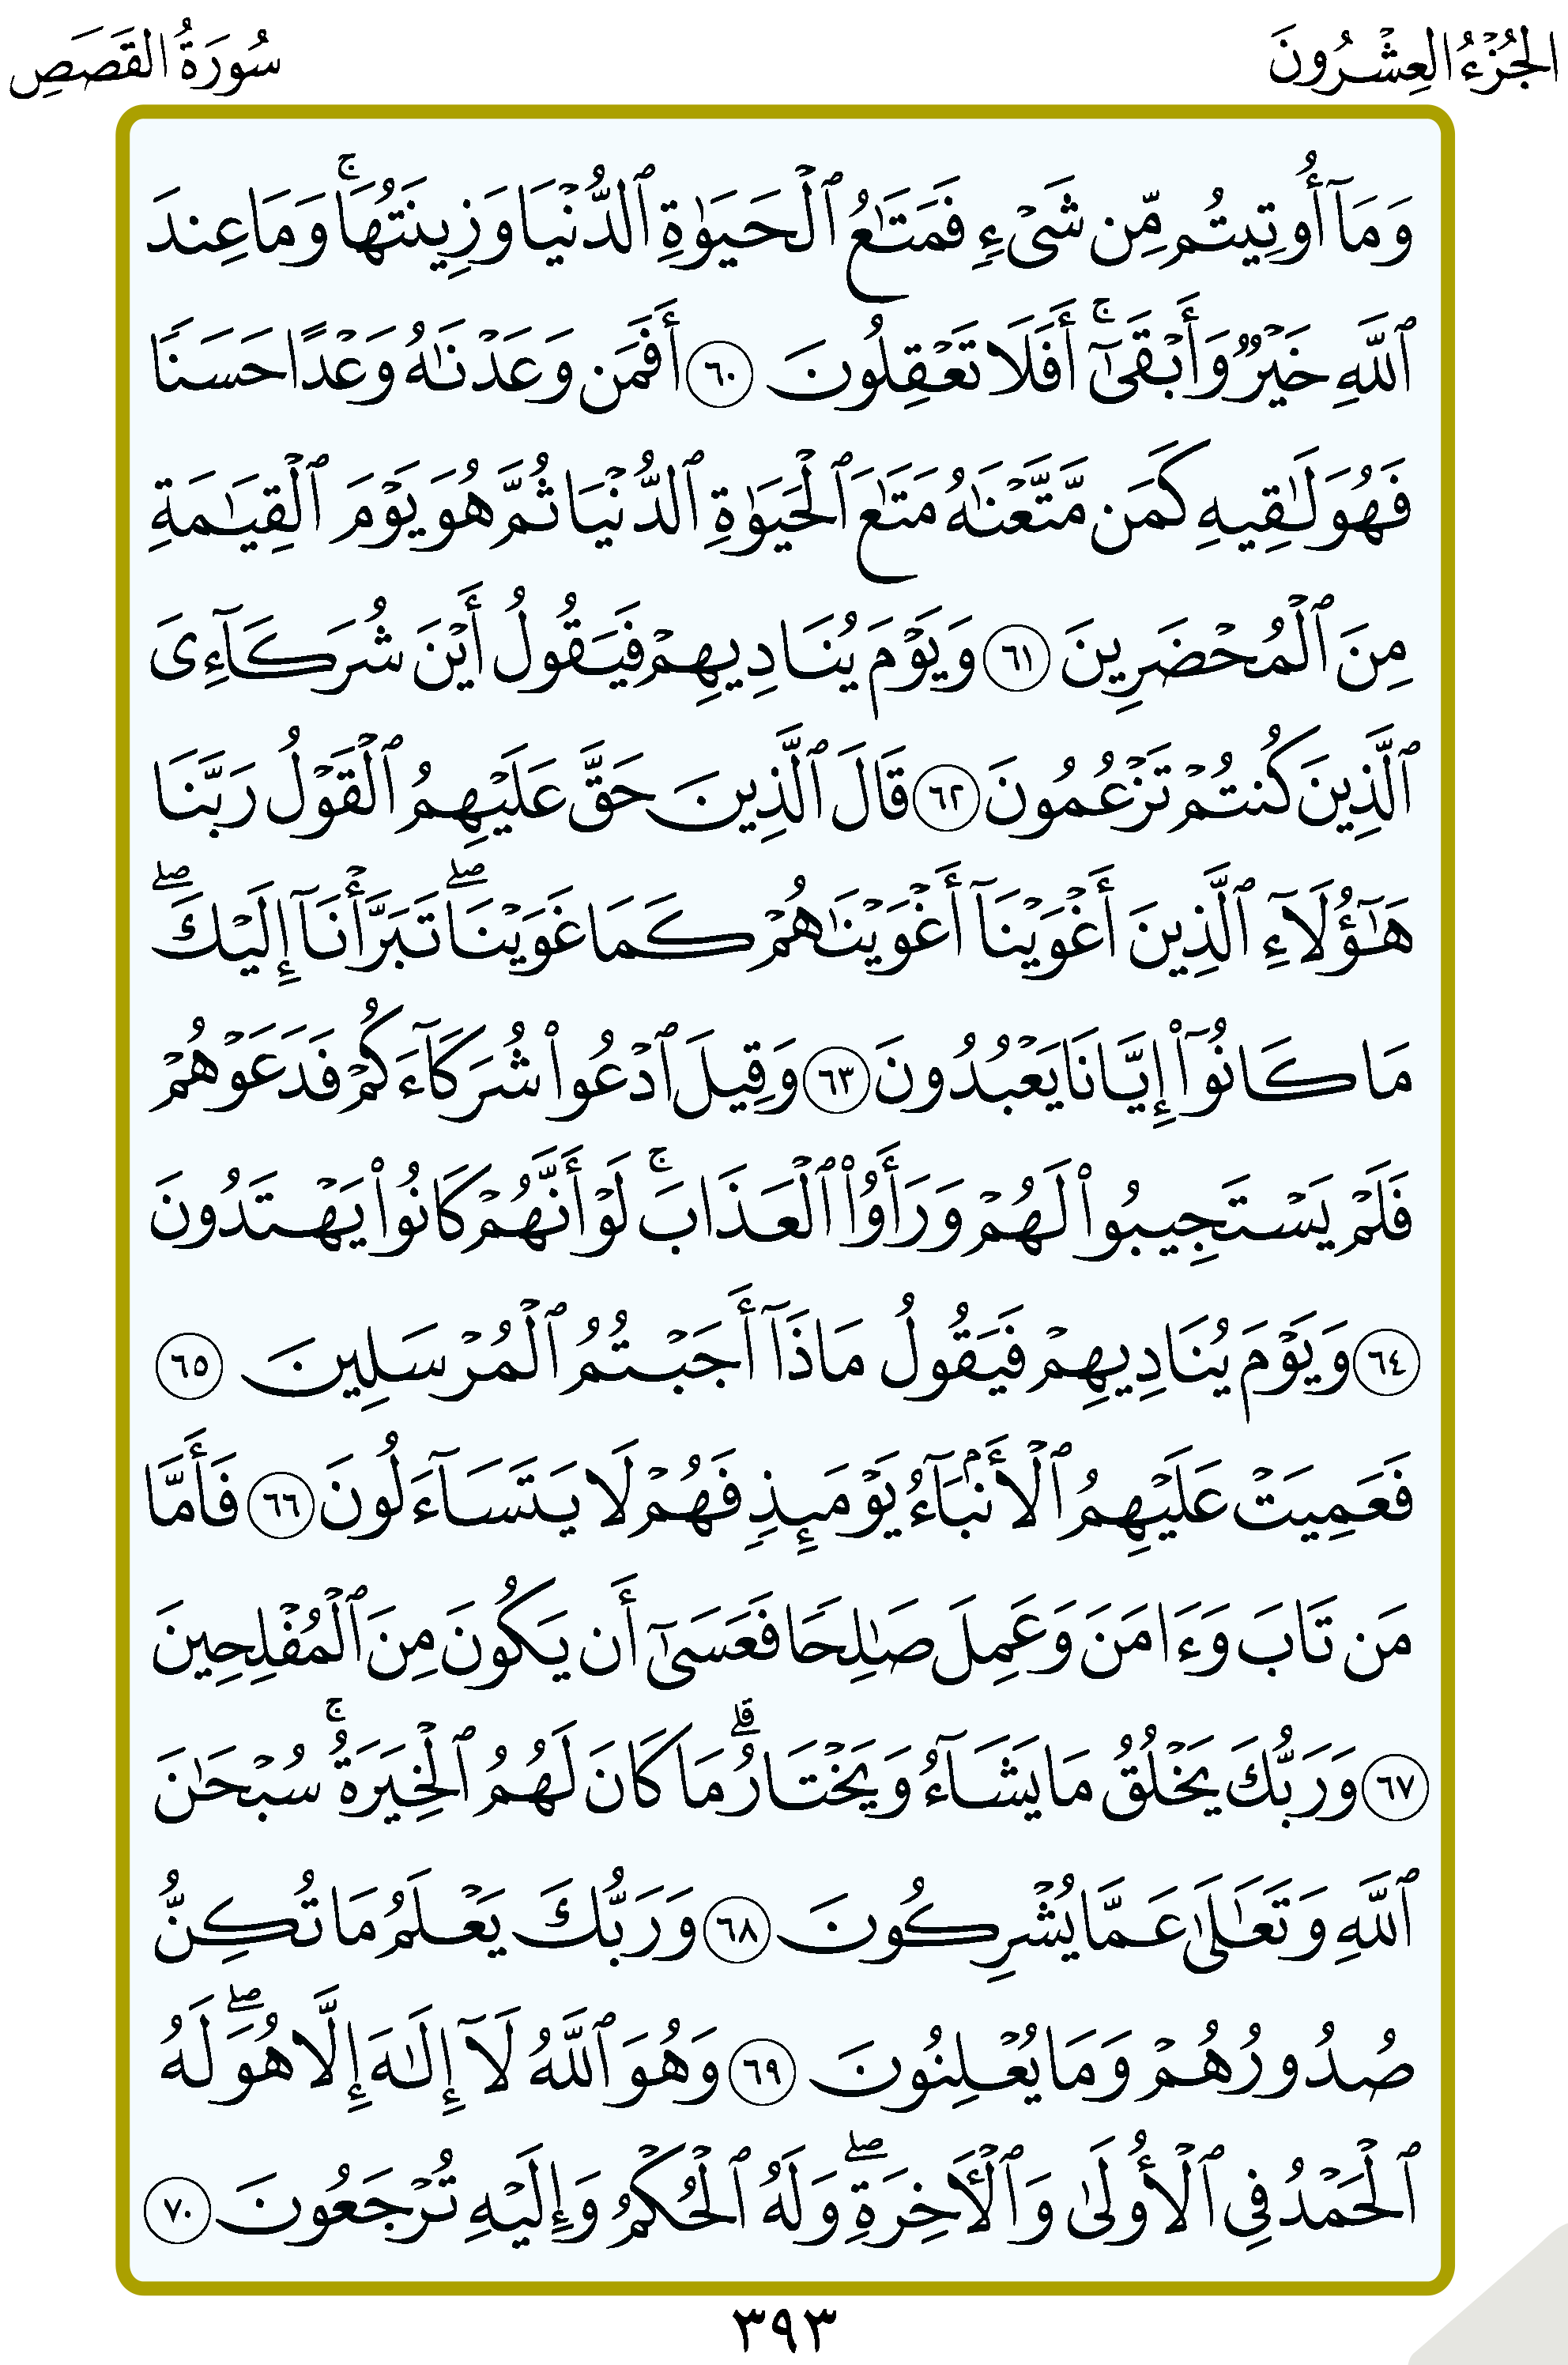 الجُزْءُ العِشْرُونَ
سُورَةُ القَصَصِ
وَمَآ أُوتِيتُم مِّن شَىْءٍ فَمَتَـٰعُ ٱلْحَيَوٰةِ ٱلدُّنْيَا وَزِينَتُهَا ۚ وَمَا عِندَ
ٱللَّهِ خَيْرٌ وَأَبْقَىٰٓ ۚ أَفَلَا تَعْقِلُونَ ٦٠ أَفَمَن وَعَدْنَـٰهُ وَعْدًا حَسَنًا
فَهُوَ لَـٰقِيهِ كَمَن مَّتَّعْنَـٰهُ مَتَـٰعَ ٱلْحَيَوٰةِ ٱلدُّنْيَا ثُمَّ هُوَ يَوْمَ ٱلْقِيَـٰمَةِ
مِنَ ٱلْمُحْضَرِينَ ٦١ وَيَوْمَ يُنَادِيهِمْ فَيَقُولُ أَيْنَ شُرَكَآءِىَ
ٱلَّذِينَ كُنتُمْ تَزْعُمُونَ ٦٢ قَالَ ٱلَّذِينَ حَقَّ عَلَيْهِمُ ٱلْقَوْلُ رَبَّنَا
هَـٰٓؤُلَآءِ ٱلَّذِينَ أَغْوَيْنَآ أَغْوَيْنَـٰهُمْ كَمَا غَوَيْنَا ۖ تَبَرَّأْنَآ إِلَيْكَ ۖ
مَا كَانُوٓا۟ إِيَّانَا يَعْبُدُونَ ٦٣ وَقِيلَ ٱدْعُوا۟ شُرَكَآءَكُمْ فَدَعَوْهُمْ
فَلَمْ يَسْتَجِيبُوا۟ لَهُمْ وَرَأَوُا۟ ٱلْعَذَابَ ۚ لَوْ أَنَّهُمْ كَانُوا۟ يَهْتَدُونَ
٦٤ وَيَوْمَ يُنَادِيهِمْ فَيَقُولُ مَاذَآ أَجَبْتُمُ ٱلْمُرْسَلِينَ ٦٥
فَعَمِيَتْ عَلَيْهِمُ ٱلْأَنۢبَآءُ يَوْمَئِذٍ فَهُمْ لَا يَتَسَآءَلُونَ ٦٦ فَأَمَّا
مَن تَابَ وَءَامَنَ وَعَمِلَ صَـٰلِحًا فَعَسَىٰٓ أَن يَكُونَ مِنَ ٱلْمُفْلِحِينَ
٦٧ وَرَبُّكَ يَخْلُقُ مَا يَشَآءُ وَيَخْتَارُ ۗ مَا كَانَ لَهُمُ ٱلْخِيَرَةُ ۚ سُبْحَـٰنَ
ٱللَّهِ وَتَعَـٰلَىٰ عَمَّا يُشْرِكُونَ ٦٨ وَرَبُّكَ يَعْلَمُ مَا تُكِنُّ
صُدُورُهُمْ وَمَا يُعْلِنُونَ ٦٩ وَهُوَ ٱللَّهُ لَآ إِلَـٰهَ إِلَّا هُوَ ۖ لَهُ
ٱلْحَمْدُ فِى ٱلْأُولَىٰ وَٱلْـَٔاخِرَةِ ۖ وَلَهُ ٱلْحُكْمُ وَإِلَيْهِ تُرْجَعُونَ ٧٠
٣٩٣